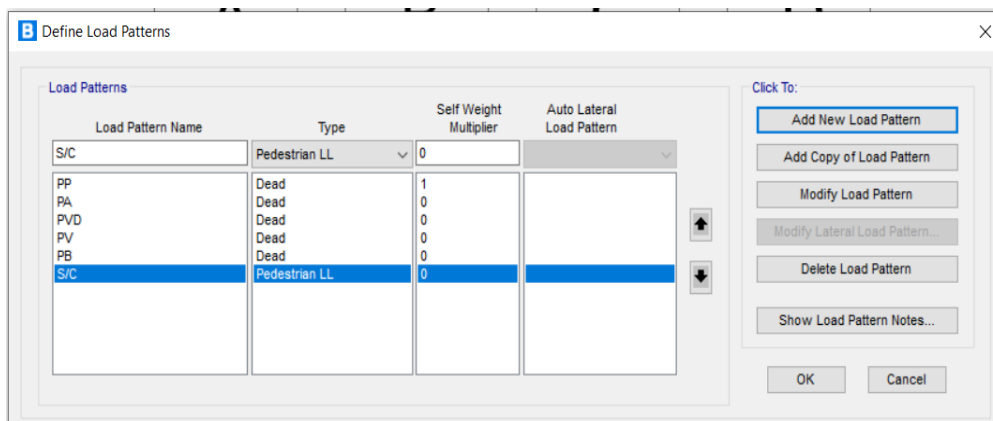 B Define Load Patterns
Load Patterns
Click To:
Load Pattern Name Type Self Weight Multiplier Auto Lateral Load Pattern
S/C Pedestrian LL 0
PP Dead 1
PA Dead 0
PVD Dead 0
PV Dead 0
PB Dead 0
S/C Pedestrian LL 0
Add New Load Pattern
Add Copy of Load Pattern
Modify Load Pattern
Modify Lateral Load Pattern...
Delete Load Pattern
Show Load Pattern Notes...
OK Cancel